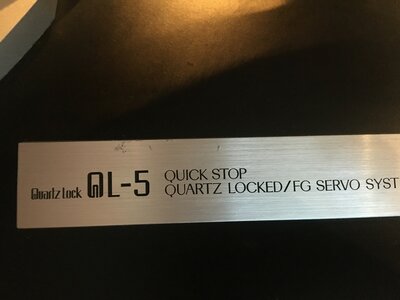 Quartz Lock QL-5 QUICK STOP
QUARTZ LOCKED/FG SERVO SYST